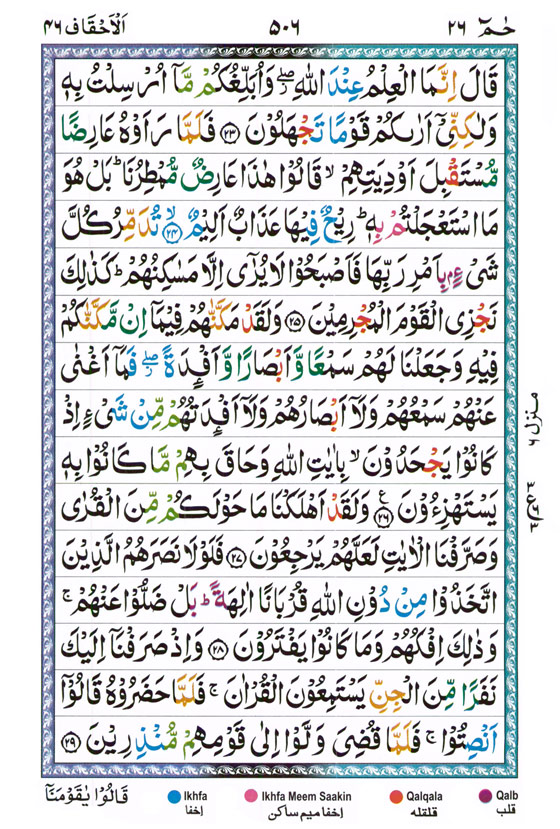 الاحقاف ٤٦ ٥٠٦ حٰمٓ ٢٦
قَالَ اِنَّمَا الْعِلْمُ عِنْدَ اللّٰهِ ۖ٘ وَاُبَلِّغُكُمْ مَّاۤ اُرْسِلْتُ بِهٖ
وَلٰكِنِّىْۤ اَرٰىكُمْ قَوْمًا تَجْهَلُوْنَ ﴿٢٣﴾ فَلَمَّا رَاَوْهُ عَارِضًا
مُّسْتَقْبِلَ اَوْدِيَتِهِمْ ۙ قَالُوْا هٰذَا عَارِضٌ مُّمْطِرُنَا ؕ بَلْ هُوَ
مَا اسْتَعْجَلْتُمْ بِهٖ ؕ رِيْحٌ فِيْهَا عَذَابٌ اَلِيْمٌ ۙ﴿٢٤﴾ تُدَمِّرُ كُلَّ
شَىْءٍۭ بِاَمْرِ رَبِّهَا فَاَصْبَحُوْا لَا يُرٰٓى اِلَّا مَسٰكِنُهُمْ ؕ كَذٰلِكَ
نَجْزِى الْقَوْمَ الْمُجْرِمِيْنَ ﴿٢٥﴾ وَلَقَدْ مَكَّنّٰهُمْ فِيْمَاۤ اِنْ مَّكَّنّٰكُمْ
فِيْهِ وَجَعَلْنَا لَهُمْ سَمْعًا وَّاَبْصَارًا وَّاَفْـِٕدَةً ۖ٘ فَمَاۤ اَغْنٰى
عَنْهُمْ سَمْعُهُمْ وَلَاۤ اَبْصَارُهُمْ وَلَاۤ اَفْـِٕدَتُهُمْ مِّنْ شَىْءٍ اِذْ
كَانُوْا يَجْحَدُوْنَ ۙ بِاٰيٰتِ اللّٰهِ وَحَاقَ بِهِمْ مَّا كَانُوْا بِهٖ
يَسْتَهْزِءُوْنَ ﴿٢٦﴾ وَلَقَدْ اَهْلَكْنَا مَا حَوْلَكُمْ مِّنَ الْقُرٰى
وَصَرَّفْنَا الْاٰيٰتِ لَعَلَّهُمْ يَرْجِعُوْنَ ﴿٢٧﴾ فَلَوْلَا نَصَرَهُمُ الَّذِيْنَ
اتَّخَذُوْا مِنْ دُوْنِ اللّٰهِ قُرْبَانًا اٰلِهَةً ؕ بَلْ ضَلُّوْا عَنْهُمْ ۚ
وَذٰلِكَ اِفْكُهُمْ وَمَا كَانُوْا يَفْتَرُوْنَ ﴿٢٨﴾ وَاِذْ صَرَفْنَاۤ اِلَيْكَ
نَفَرًا مِّنَ الْجِنِّ يَسْتَمِعُوْنَ الْقُرْاٰنَ ۚ فَلَمَّا حَضَرُوْهُ قَالُوْۤا
اَنْصِتُوْا ۚ فَلَمَّا قُضِىَ وَلَّوْا اِلٰى قَوْمِهِمْ مُّنْذِرِيْنَ ﴿٢٩﴾
منزل ٦
قَالُوْا يٰقَوْمَنَاۤ
Ikhfa Ikhfa Meem Saakin Qalqala Qalb
اخفا اخفا میم ساکن قلقله قلب